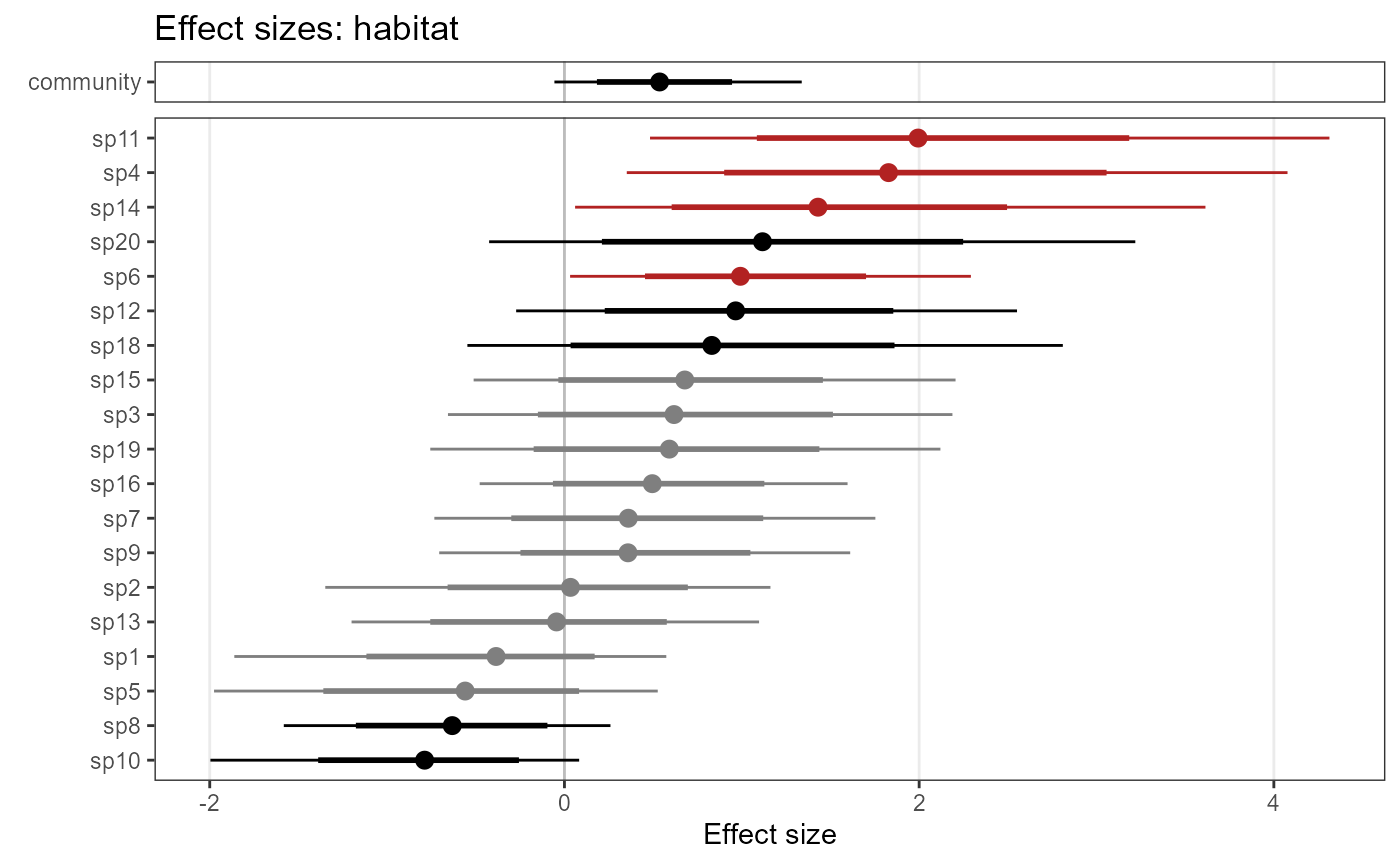 Effect sizes: habitat
community
sp11
sp4
sp14
sp20
sp6
sp12
sp18
sp15
sp3
sp19
sp16
sp7
sp9
sp2
sp13
sp1
sp5
sp8
sp10
-2 0 2 4
Effect size